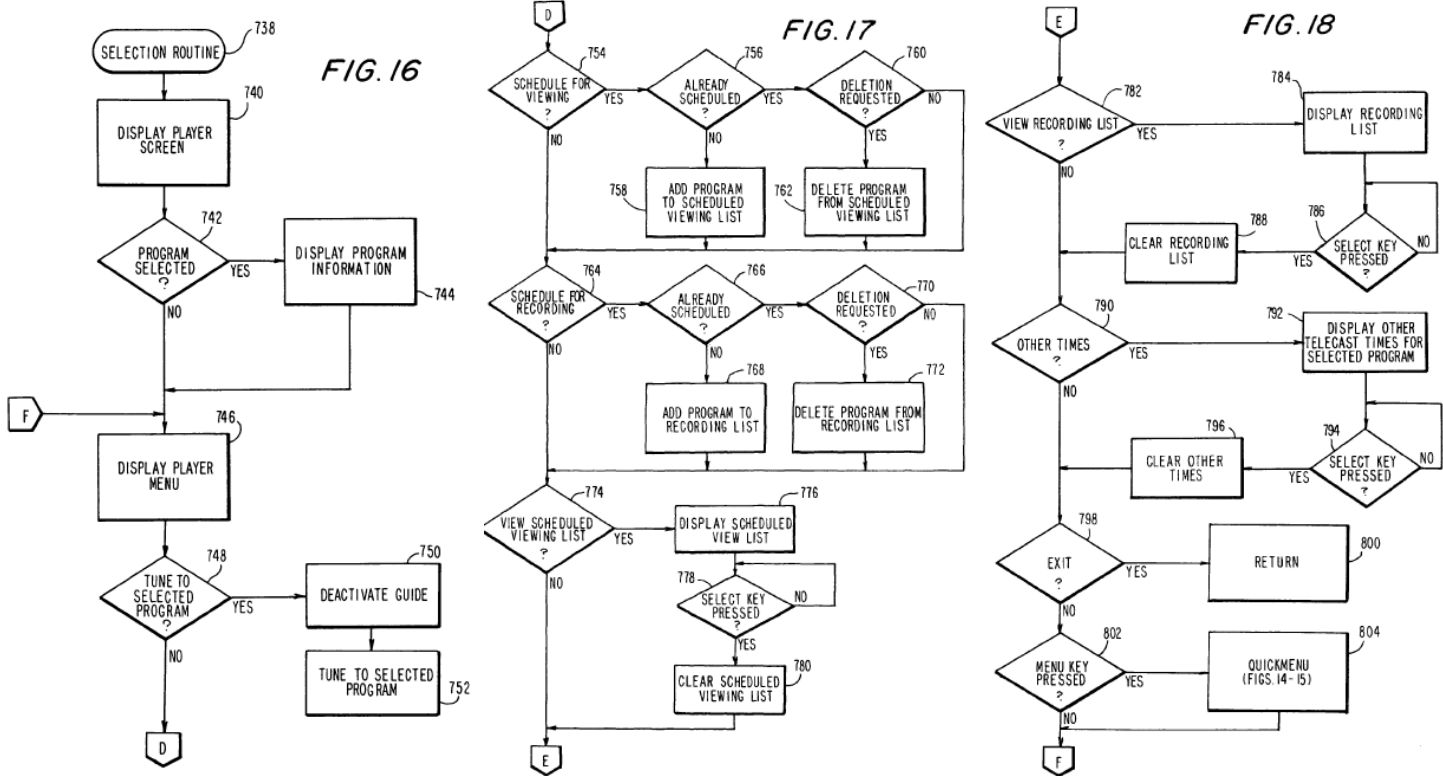 FIG. 16
738
SELECTION ROUTINE
740
DISPLAY PLAYER
SCREEN
742
PROGRAM
SELECTED
?
YES
NO
DISPLAY PROGRAM
INFORMATION
744
F
746
DISPLAY PLAYER
MENU
748
TUNE TO
SELECTED
PROGRAM
?
YES
NO
750
DEACTIVATE GUIDE
TUNE TO SELECTED
PROGRAM
752
D
FIG. 17
D
754
SCHEDULE FOR
VIEWING
?
YES
NO
756
ALREADY
SCHEDULED
?
YES
NO
760
DELETION
REQUESTED
?
NO
YES
758
ADD PROGRAM
TO SCHEDULED
VIEWING LIST
762
DELETE PROGRAM
FROM SCHEDULED
VIEWING LIST
764
SCHEDULE FOR
RECORDING
?
YES
NO
766
ALREADY
SCHEDULED
?
YES
NO
770
DELETION
REQUESTED
?
NO
YES
768
ADD PROGRAM TO
RECORDING LIST
772
DELETE PROGRAM FROM
RECORDING LIST
774
VIEW SCHEDULED
VIEWING LIST
?
YES
NO
776
DISPLAY SCHEDULED
VIEW LIST
778
SELECT KEY
PRESSED
?
NO
YES
780
CLEAR SCHEDULED
VIEWING LIST
E
FIG. 18
E
782
VIEW RECORDING LIST
?
YES
NO
784
DISPLAY RECORDING
LIST
786
SELECT KEY
PRESSED
?
NO
YES
788
CLEAR RECORDING
LIST
790
OTHER TIMES
?
YES
NO
792
DISPLAY OTHER
TELECAST TIMES FOR
SELECTED PROGRAM
794
SELECT KEY
PRESSED
?
NO
YES
796
CLEAR OTHER
TIMES
798
EXIT
?
YES
NO
800
RETURN
802
MENU KEY
PRESSED
?
YES
NO
804
QUICKMENU
(FIGS. 14-15)
F